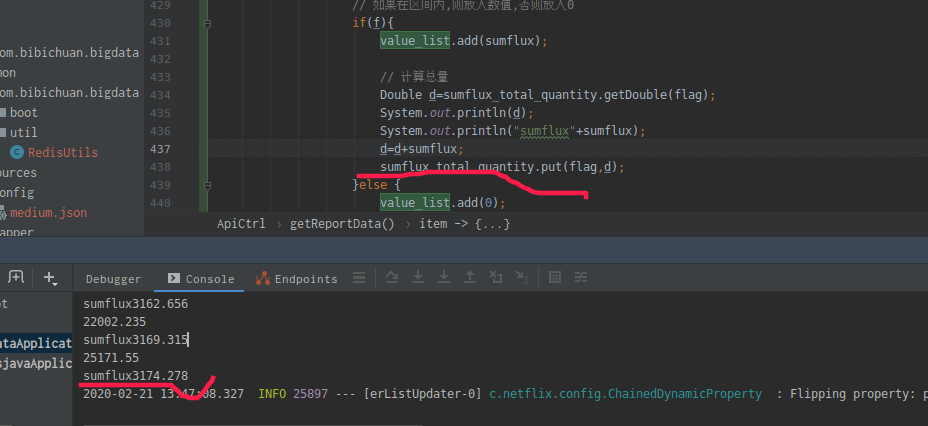 429 // 如果在区间内,则放入数值,否则放入0
430 if(f){
431 value_list.add(sumflux);
432
433 // 计算总量
434 Double d=sumflux_total_quantity.getDouble(flag);
435 System.out.println(d);
436 System.out.println("sumflux"+sumflux);
437 d=d+sumflux;
438 sumflux_total_quantity.put(flag,d);
439 }else {
440 value_list.add(0);
om.bibichuan.bigdata
mon
om.bibichuan.bigdata
boot
util
RedisUtils
ources
onfig
medium.json
apper
ApiCtrl › getReportData() › item -> {...}
Debugger Console Endpoints
ot
ataApplicat
sjavaApplic
sumflux3162.656
22002.235
sumflux3169.315
25171.55
sumflux3174.278
2020-02-21 13:47:08.327 INFO 25897 --- [erListUpdater-0] c.netflix.config.ChainedDynamicProperty : Flipping property: p